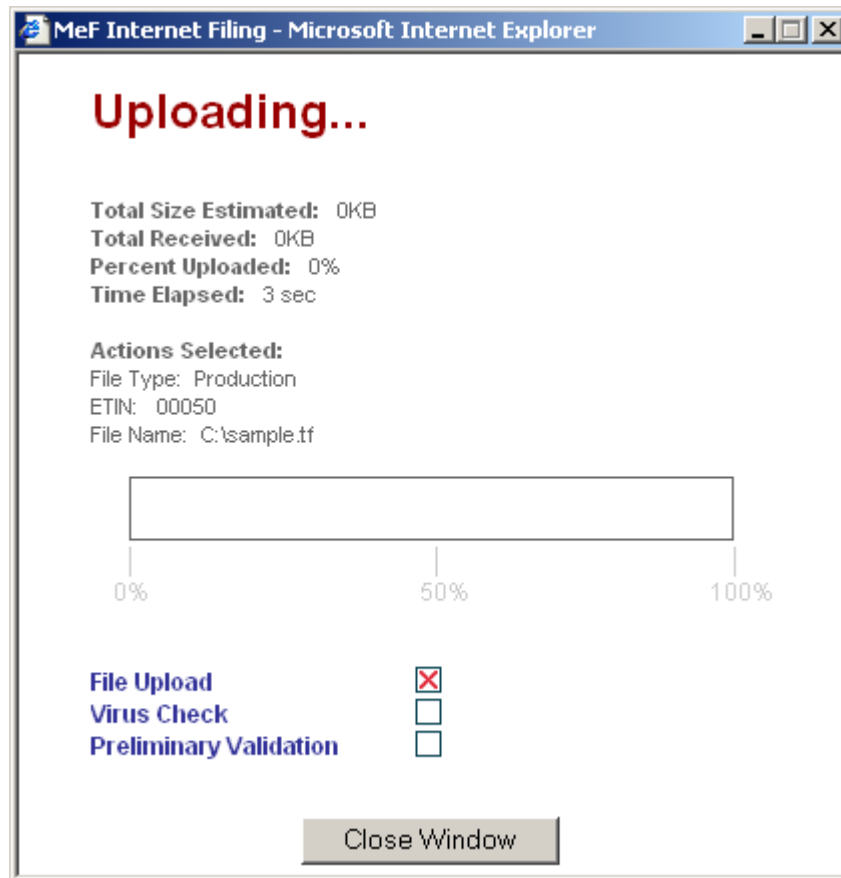 MeF Internet Filing - Microsoft Internet Explorer
Uploading...
Total Size Estimated: 0KB
Total Received: 0KB
Percent Uploaded: 0%
Time Elapsed: 3 sec
Actions Selected:
File Type: Production
ETIN: 00050
File Name: C:\sample.tf
0% 50% 100%
File Upload
Virus Check
Preliminary Validation
Close Window